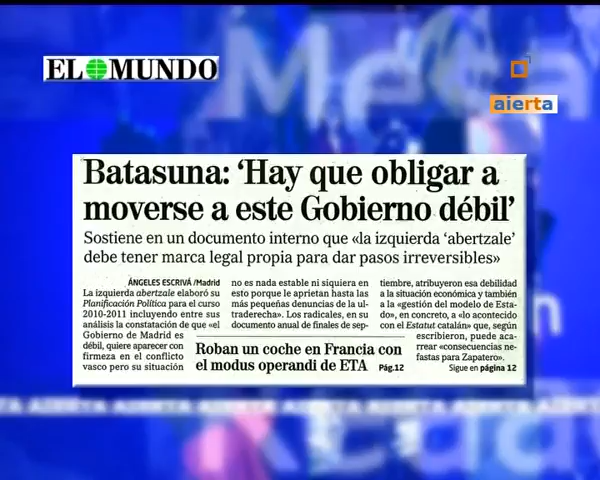 EL MUNDO
aierta
Batasuna: ‘Hay que obligar a
moverse a este Gobierno débil’
Sostiene en un documento interno que «la izquierda ‘abertzale’
debe tener marca legal propia para dar pasos irreversibles»
ÁNGELES ESCRIVÁ /Madrid
La izquierda abertzale elaboró su
Planificación Política para el curso
2010-2011 incluyendo entre sus
análisis la constatación de que «el
Gobierno de Madrid es
débil, quiere aparecer con
firmeza en el conflicto
vasco pero su situación
no es nada estable ni siquiera en
esto porque le aprietan hasta las
más pequeñas denuncias de la ul-
traderecha». Los radicales, en su
documento anual de finales de sep-
tiembre, atribuyeron esa debilidad
a la situación económica y también
a la «gestión del modelo de Esta-
do», en concreto, a «lo acontecido
con el Estatut catalán» que, según
escribieron, puede aca-
rrear «consecuencias ne-
fastas para Zapatero».
Sigue en página 12
Roban un coche en Francia con
el modus operandi de ETA Pág.12
AIERTA AIERTA AIERTA AIERTA AIERTA